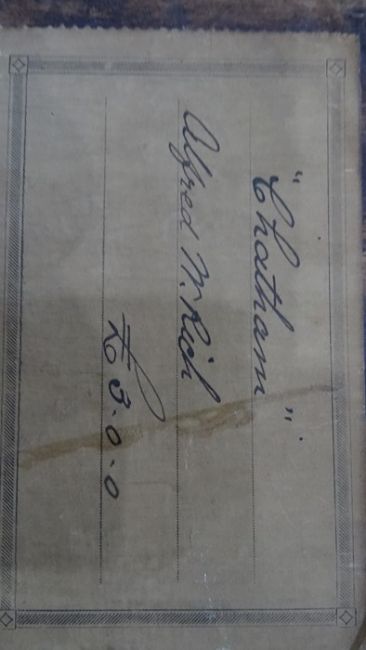 "Chatham"
Alfred W. Rich
£3.0.0